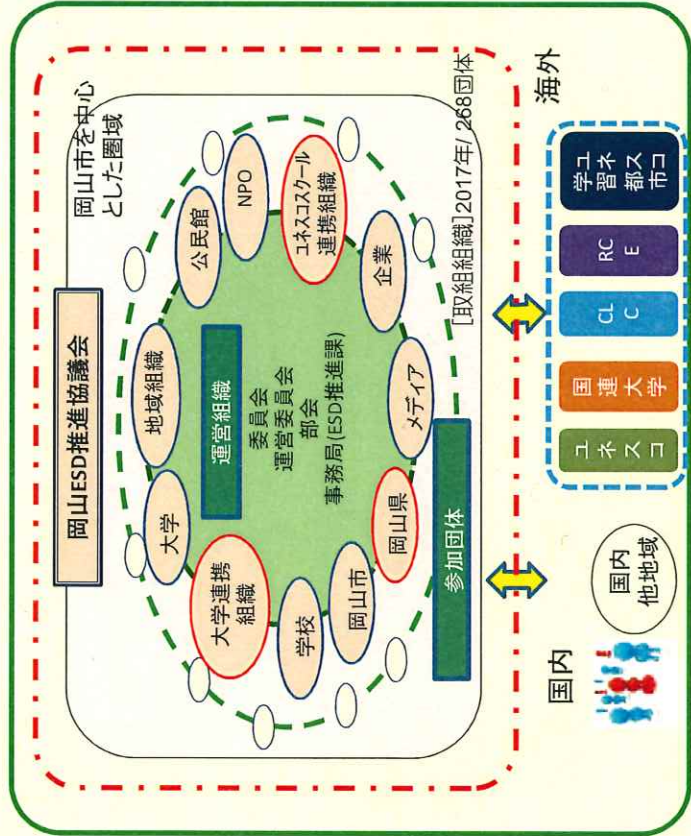 岡山ESD推進協議会
岡山市を中心
とした圏域
地域組織
公民館
NPO
ユネスコスクール
連携組織
企業
メディア
岡山県
岡山市
学校
大学連携
組織
大学
運営組織
委員会
運営委員会
部会
事務局(ESD推進課)
[取組組織]2017年/ 268団体
参加団体
国内
国内
他地域
海外
ユネスコ
国連大学
CLC
RCE
ユネスコ
学習都市